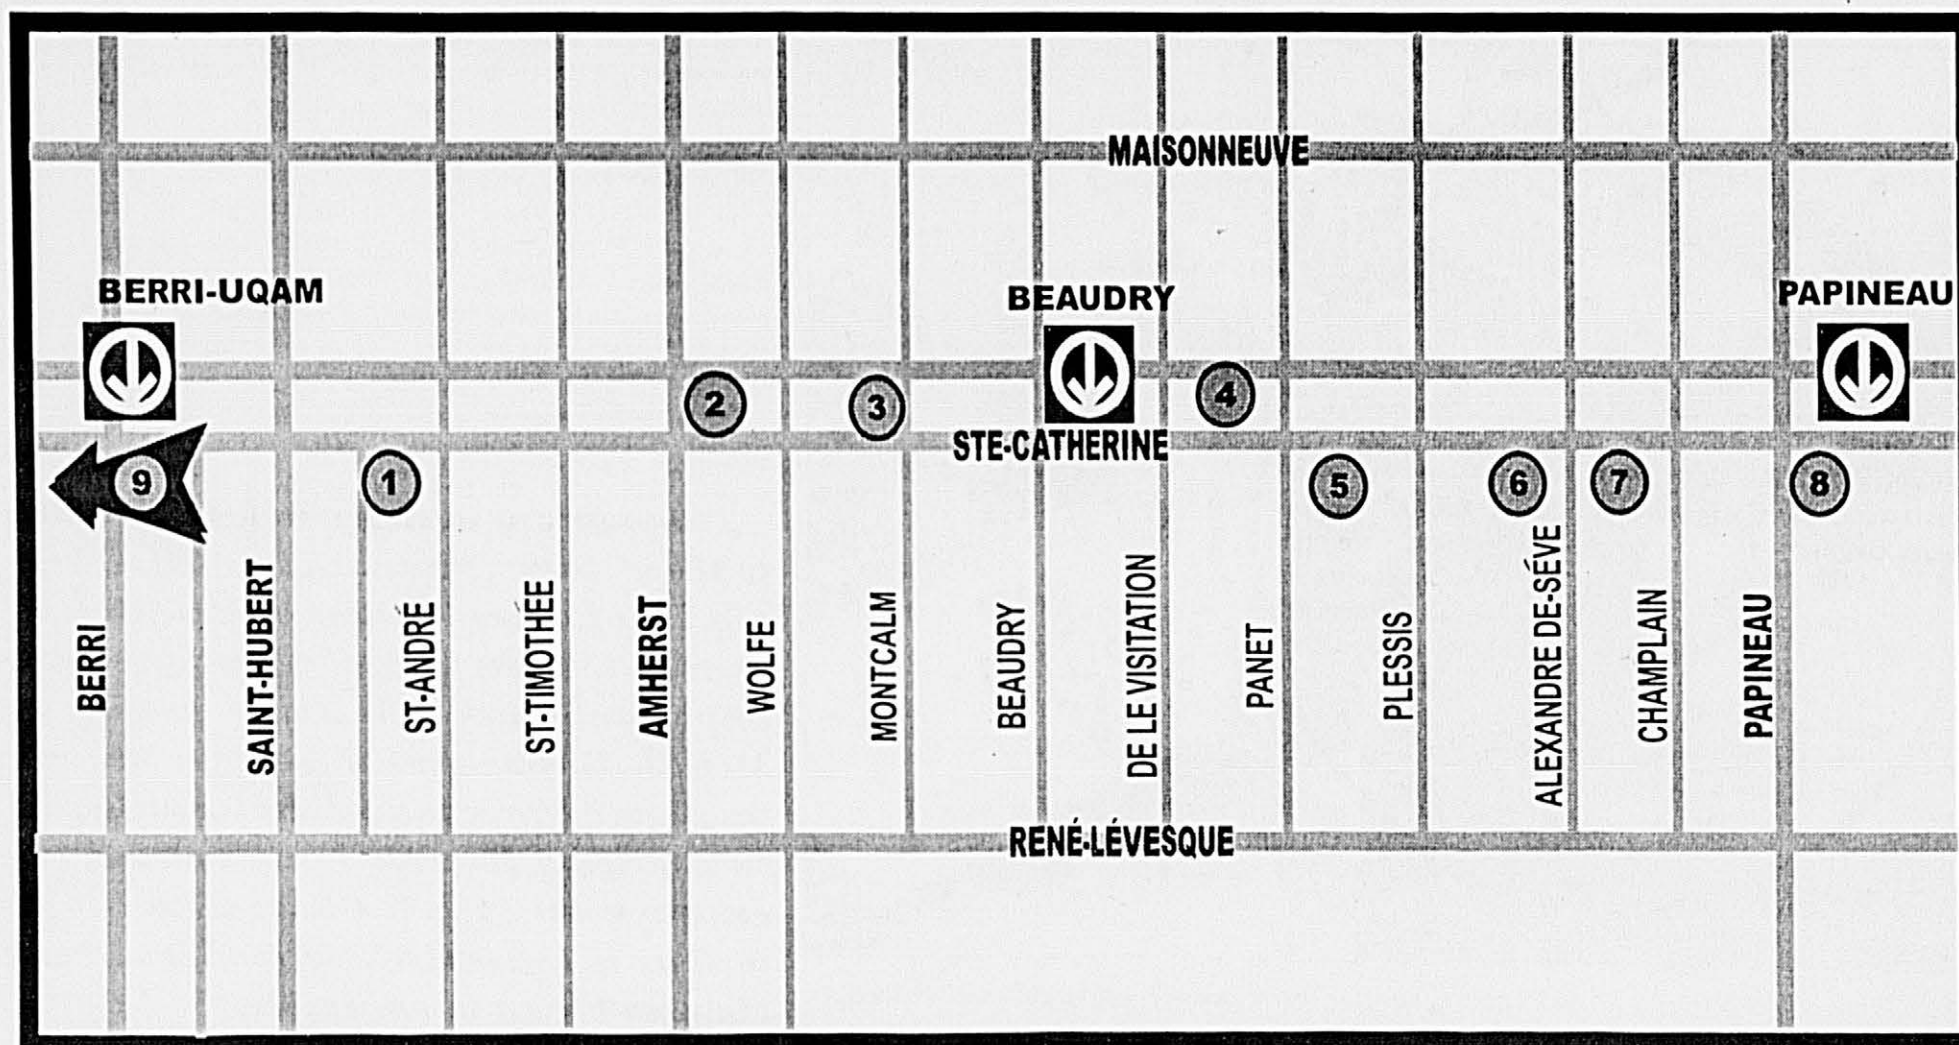 MAISONNEUVE
BERRI-UQAM
BEAUDRY
PAPINEAU
2
3
4
STE-CATHERINE
9
1
5
6
7
8
BERRI
SAINT-HUBERT
ST-ANDRÉ
ST-TIMOTHÉE
AMHERST
WOLFE
MONTCALM
BEAUDRY
DE LE VISITATION
PANET
PLESSIS
ALEXANDRE DE-SÉVE
CHAMPLAIN
PAPINEAU
RENÉ-LÉVESQUE